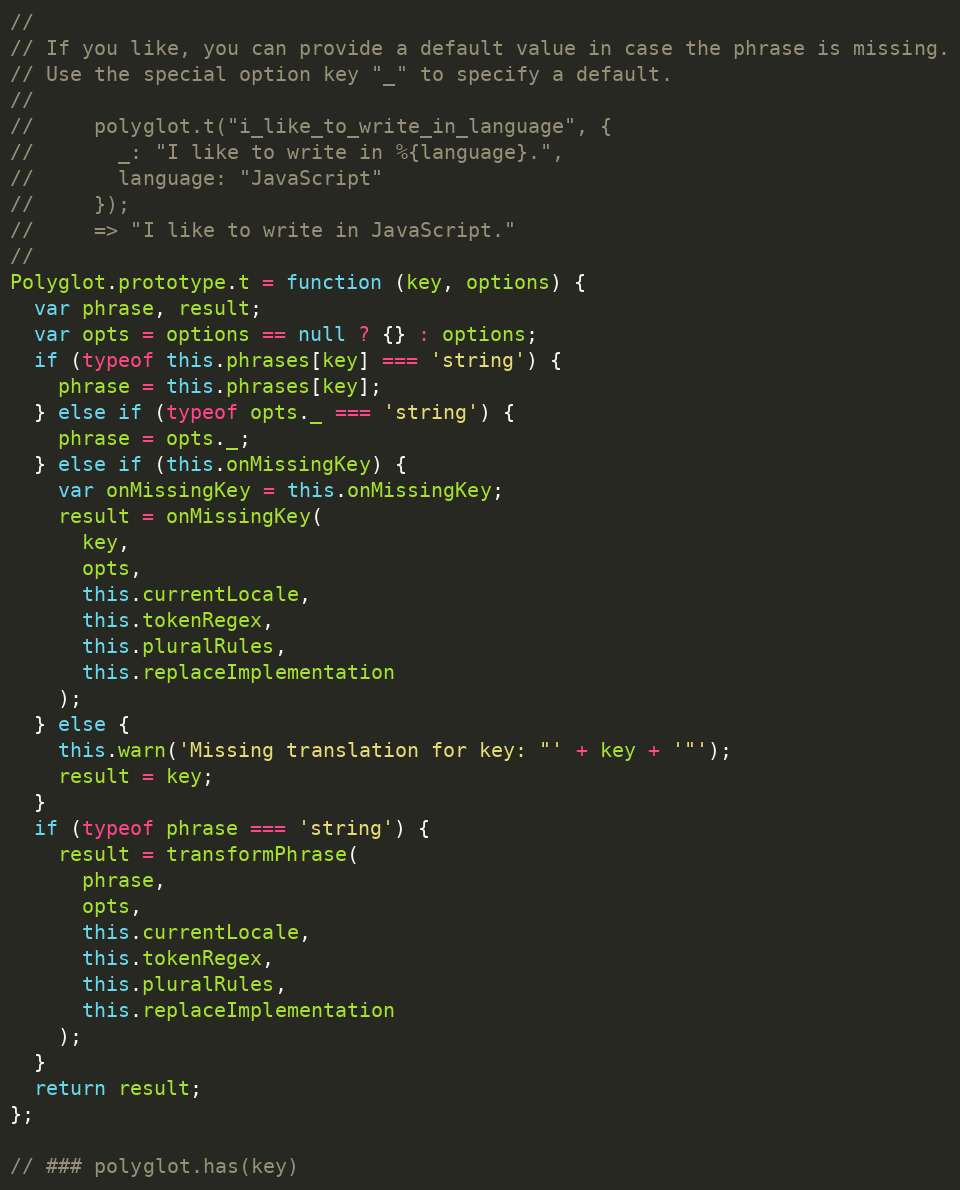 //
// If you like, you can provide a default value in case the phrase is missing.
// Use the special option key "_" to specify a default.
//
//     polyglot.t("i_like_to_write_in_language", {
//       _: "I like to write in %{language}.",
//       language: "JavaScript"
//     });
//     => "I like to write in JavaScript."
//
Polyglot.prototype.t = function (key, options) {
  var phrase, result;
  var opts = options == null ? {} : options;
  if (typeof this.phrases[key] === 'string') {
    phrase = this.phrases[key];
  } else if (typeof opts._ === 'string') {
    phrase = opts._;
  } else if (this.onMissingKey) {
    var onMissingKey = this.onMissingKey;
    result = onMissingKey(
      key,
      opts,
      this.currentLocale,
      this.tokenRegex,
      this.pluralRules,
      this.replaceImplementation
    );
  } else {
    this.warn('Missing translation for key: "' + key + '"');
    result = key;
  }
  if (typeof phrase === 'string') {
    result = transformPhrase(
      phrase,
      opts,
      this.currentLocale,
      this.tokenRegex,
      this.pluralRules,
      this.replaceImplementation
    );
  }
  return result;
};

// ### polyglot.has(key)